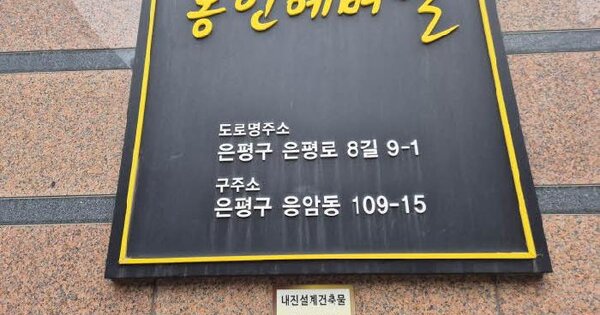 도로명주소
은평구 은평로 8길 9-1
구주소
은평구 응암동 109-15
내진설계건축물